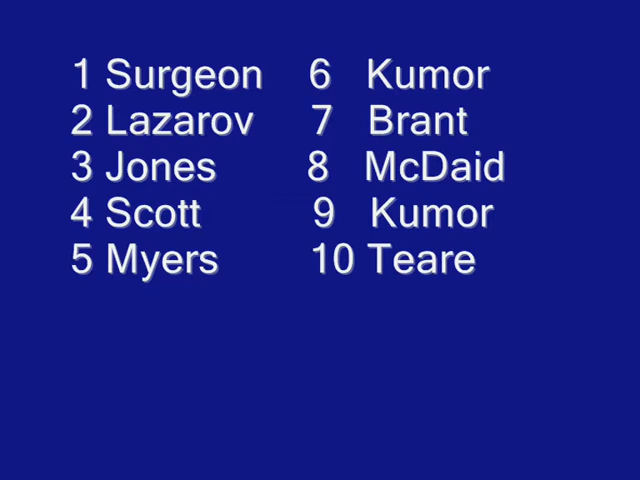 1 Surgeon 6 Kumor
2 Lazarov 7 Brant
3 Jones 8 McDaid
4 Scott 9 Kumor
5 Myers 10 Teare